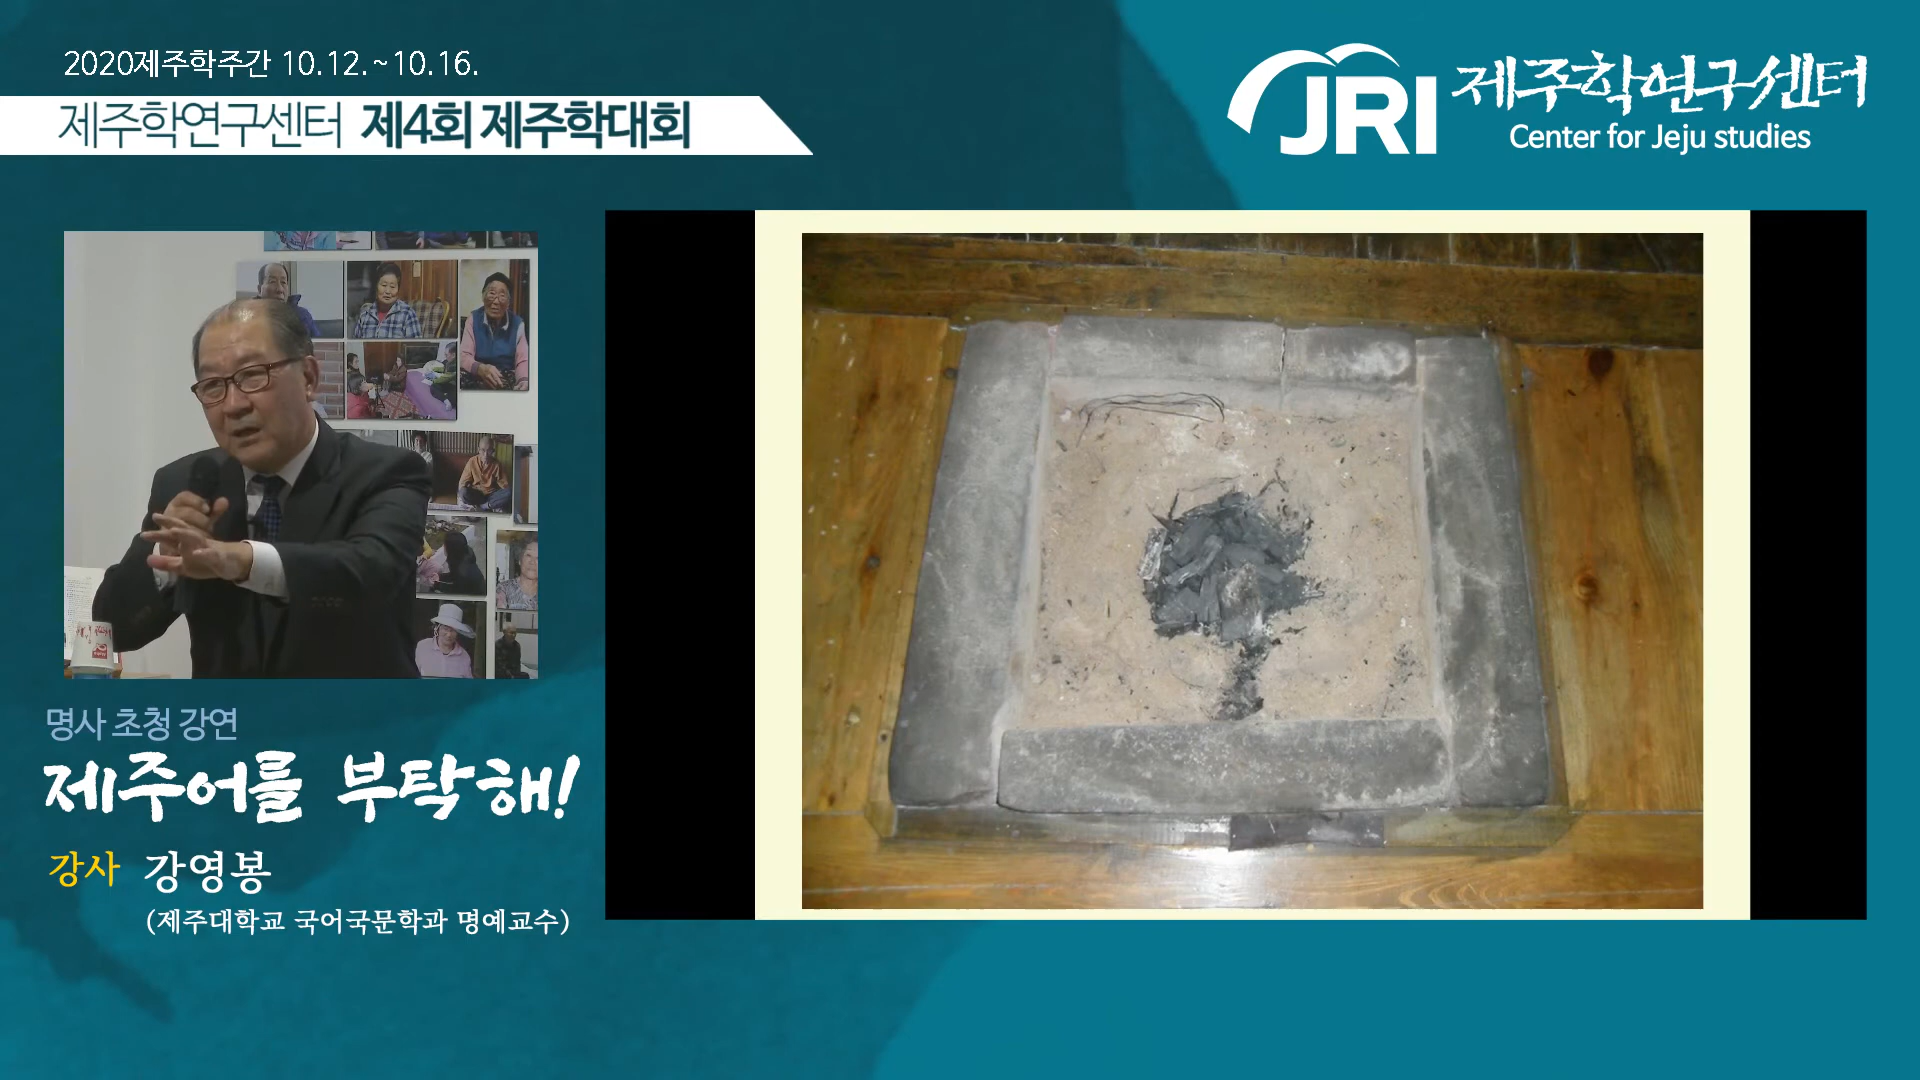 2020제주학주간 10.12.~10.16.
제주학연구센터 제4회 제주학대회
JRI 제주학연구센터
Center for Jeju studies
명사 초청 강연
제주어를 부탁해!
강사 강영봉
(제주대학교 국어국문학과 명예교수)